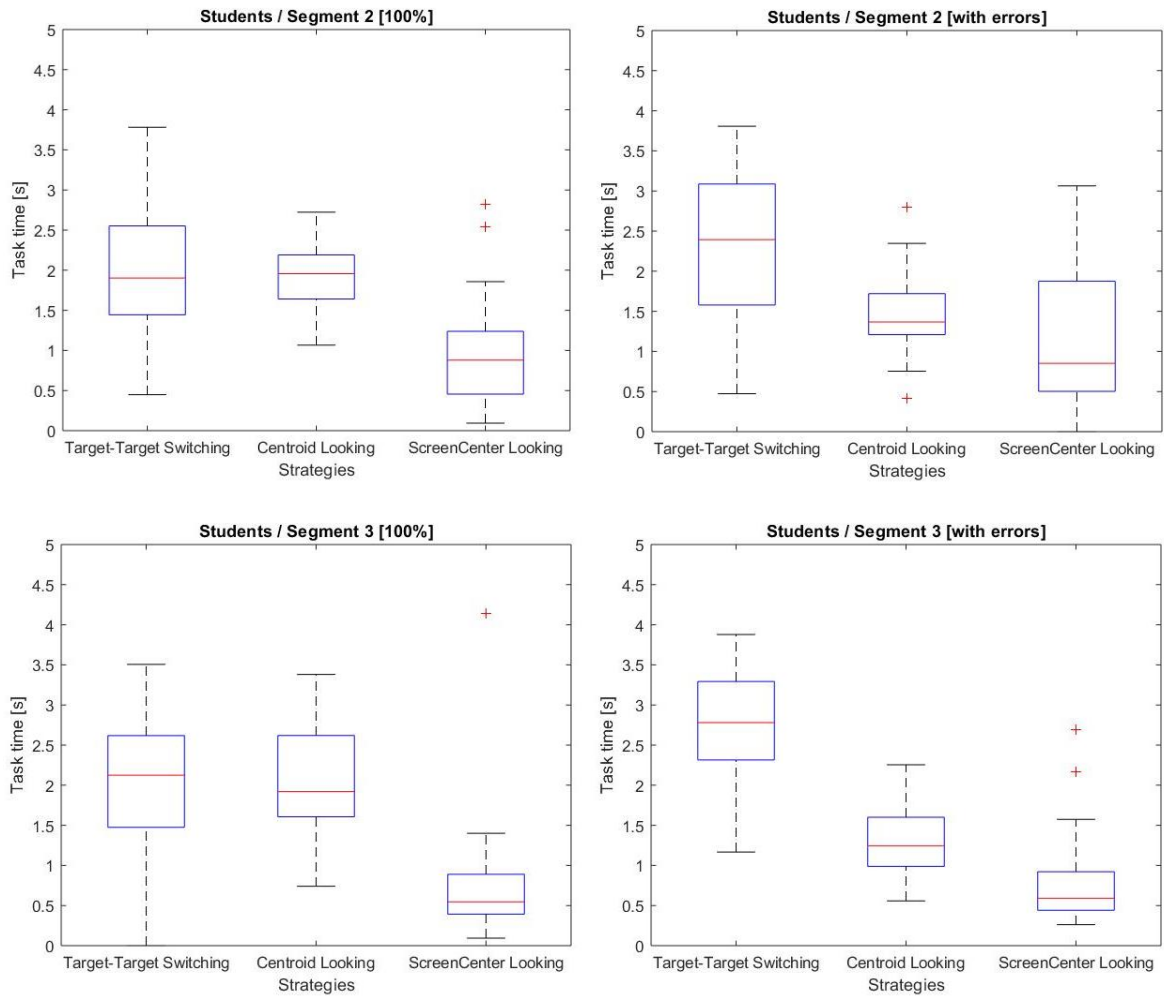 Students / Segment 2 [100%]
5
4.5
4
3.5
3
2.5
2
1.5
1
0.5
0
Task time [s]
Target-Target Switching Centroid Looking ScreenCenter Looking
Strategies
Students / Segment 2 [with errors]
5
4.5
4
3.5
3
2.5
2
1.5
1
0.5
0
Task time [s]
Target-Target Switching Centroid Looking ScreenCenter Looking
Strategies
Students / Segment 3 [100%]
5
4.5
4
3.5
3
2.5
2
1.5
1
0.5
0
Task time [s]
Target-Target Switching Centroid Looking ScreenCenter Looking
Strategies
Students / Segment 3 [with errors]
5
4.5
4
3.5
3
2.5
2
1.5
1
0.5
0
Task time [s]
Target-Target Switching Centroid Looking ScreenCenter Looking
Strategies